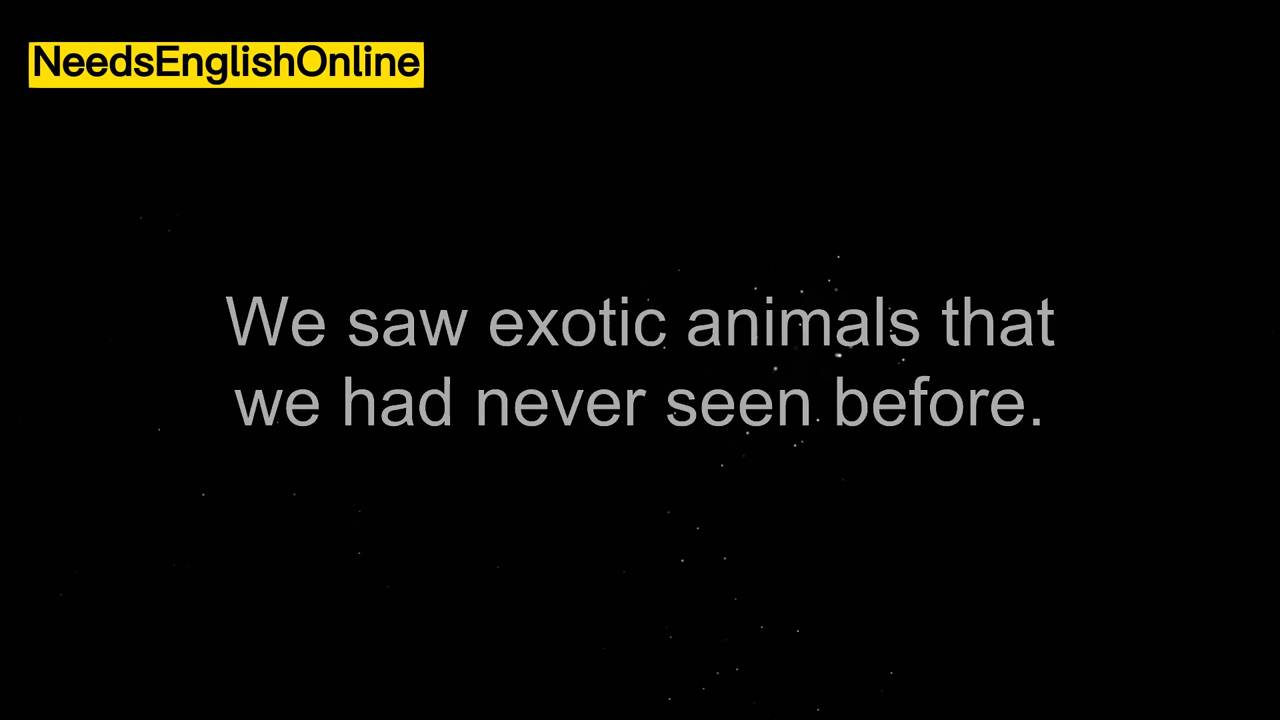 NeedsEnglishOnline
We saw exotic animals that
we had never seen before.